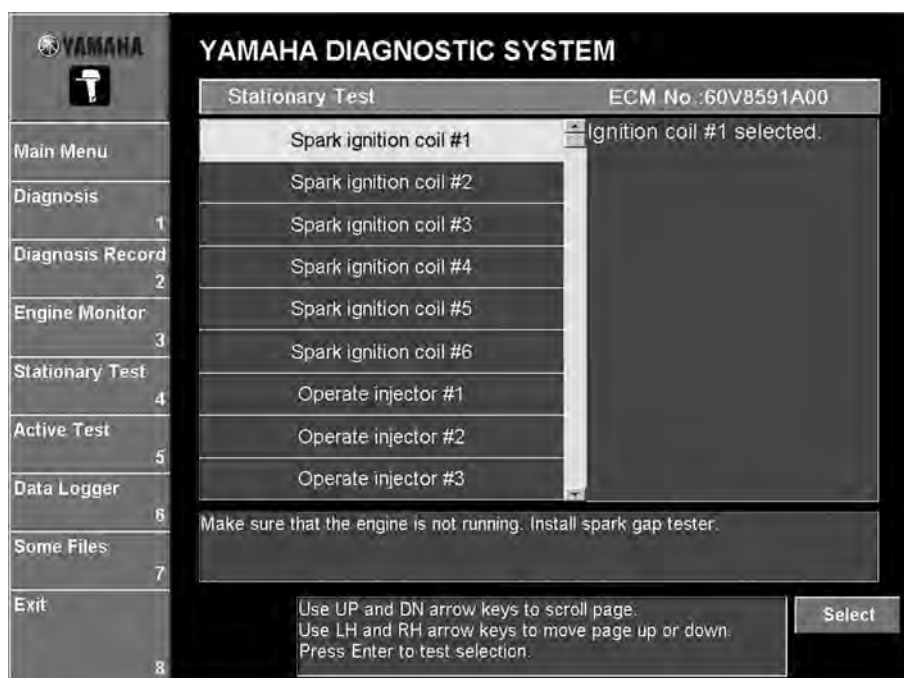 YAMAHA
YAMAHA DIAGNOSTIC SYSTEM
Stationary Test ECM No.:60V8591A00
Main Menu
Diagnosis
1
Diagnosis Record
2
Engine Monitor
3
Stationary Test
4
Active Test
5
Data Logger
6
Some Files
7
Exit
8
Spark ignition coil #1
Spark ignition coil #2
Spark ignition coil #3
Spark ignition coil #4
Spark ignition coil #5
Spark ignition coil #6
Operate injector #1
Operate injector #2
Operate injector #3
Ignition coil #1 selected.
Make sure that the engine is not running. Install spark gap tester.
Use UP and DN arrow keys to scroll page.
Use LH and RH arrow keys to move page up or down.
Press Enter to test selection.
Select